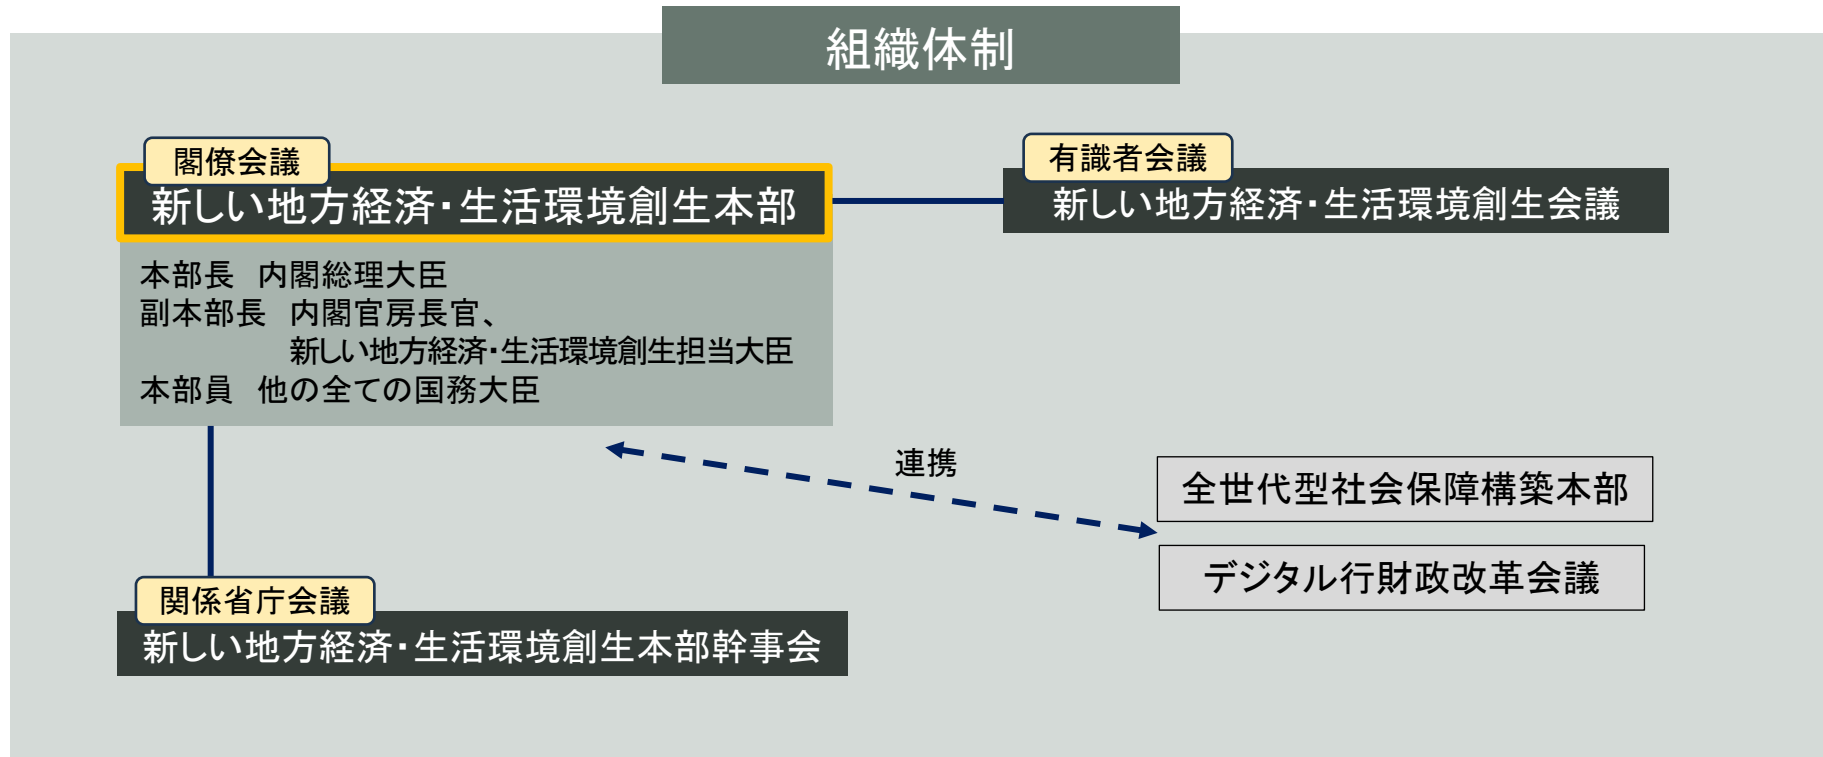 組織体制
閣僚会議
新しい地方経済・生活環境創生本部
本部長　内閣総理大臣
副本部長　内閣官房長官、
新しい地方経済・生活環境創生担当大臣
本部員　他の全ての国務大臣
有識者会議
新しい地方経済・生活環境創生会議
連携
全世代型社会保障構築本部
デジタル行財政改革会議
関係省庁会議
新しい地方経済・生活環境創生本部幹事会